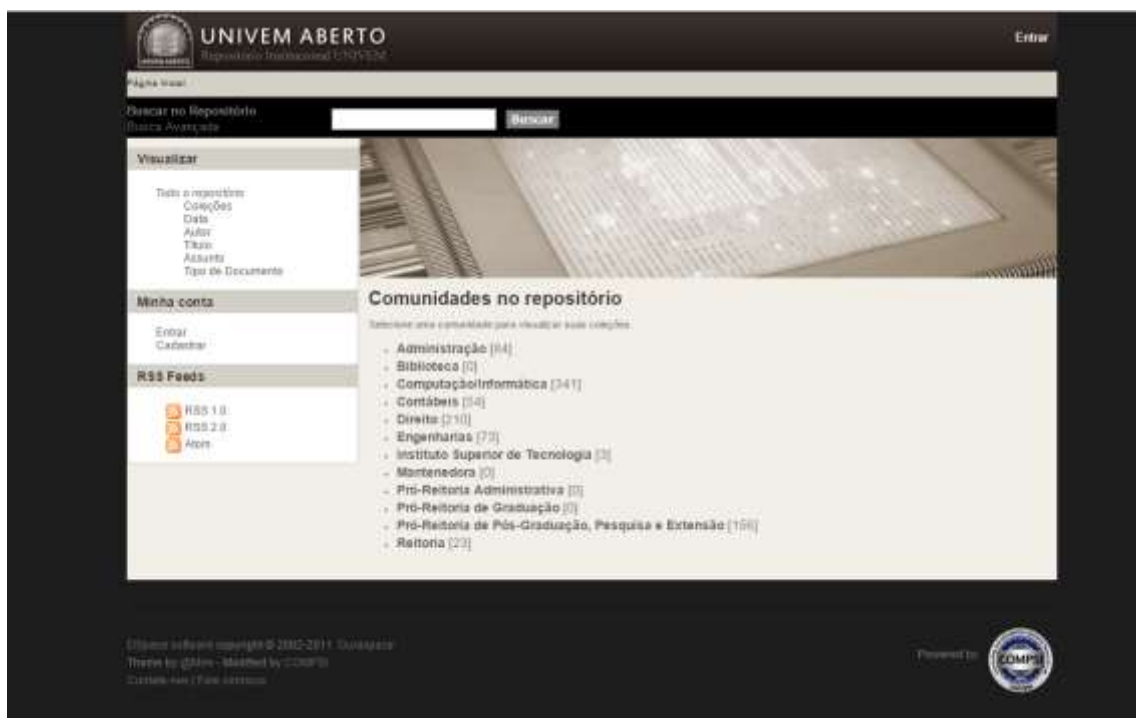 UNIVEM ABERTO
Repositório Institucional UNIVEM
Entrar
Página inicial
Buscar no Repositório
Busca Avançada
Buscar
Visualizar
Todo o repositório
Coleções
Data
Autor
Título
Assunto
Tipo de Documento
Minha conta
Entrar
Cadastrar
RSS Feeds
RSS 1.0
RSS 2.0
Atom
Comunidades no repositório
Selecione uma comunidade para visualizar suas coleções.
Administração [84]
Biblioteca [0]
Computação/Informática [341]
Contábeis [54]
Direito [210]
Engenharias [73]
Instituto Superior de Tecnologia [3]
Mantenedora [0]
Pró-Reitoria Administrativa [0]
Pró-Reitoria de Graduação [0]
Pró-Reitoria de Pós-Graduação, Pesquisa e Extensão [156]
Reitoria [23]
DSpace software copyright © 2002-2011 Duraspace
Theme by @Mire - Modified by COMPSI
Contate-nos | Fale conosco
Powered by
COMPSI